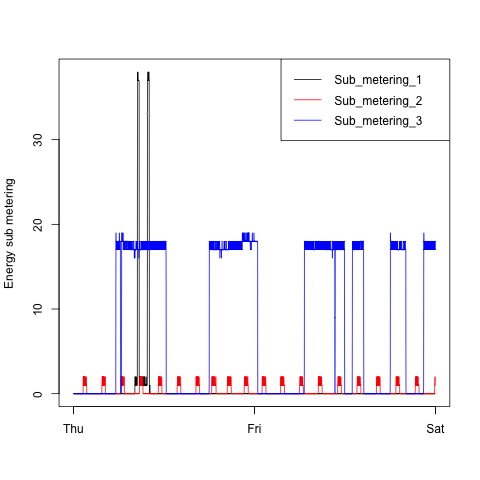 Sub_metering_1
Sub_metering_2
Sub_metering_3
Energy sub metering
30
20
10
0
Thu
Fri
Sat